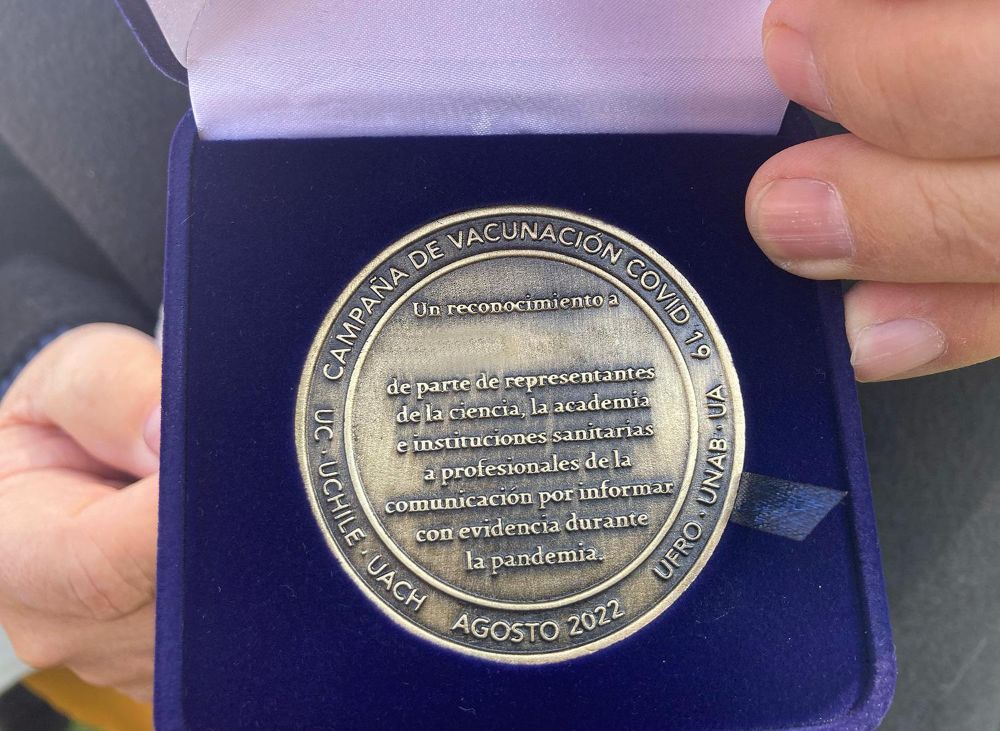 CAMPAÑA DE VACUNACIÓN COVID 19
Un reconocimiento a
de parte de representantes
de la ciencia, la academia
e instituciones sanitarias
a profesionales de la
comunicación por informar
con evidencia durante
la pandemia.
UC · UCHILE · UACH
AGOSTO 2022
UFRO · UNAB · UA